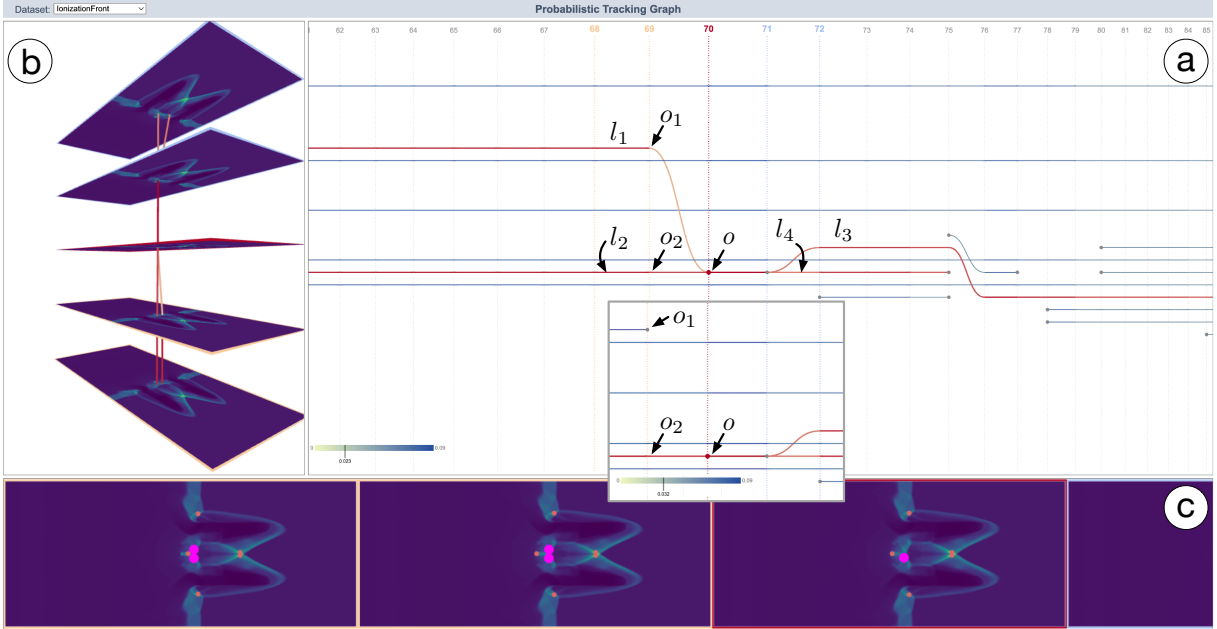 Dataset: IonizationFront
Probabilistic Tracking Graph
b
62 63 64 65 66 67 68 69 70 71 72 73 74 75 76 77 78 79 80 81 82 83 84 85
a
o1
l1
l2 o2 o l4 l3
o1
o2 o
0 0.09
0.023
0 0.09
0.032
c